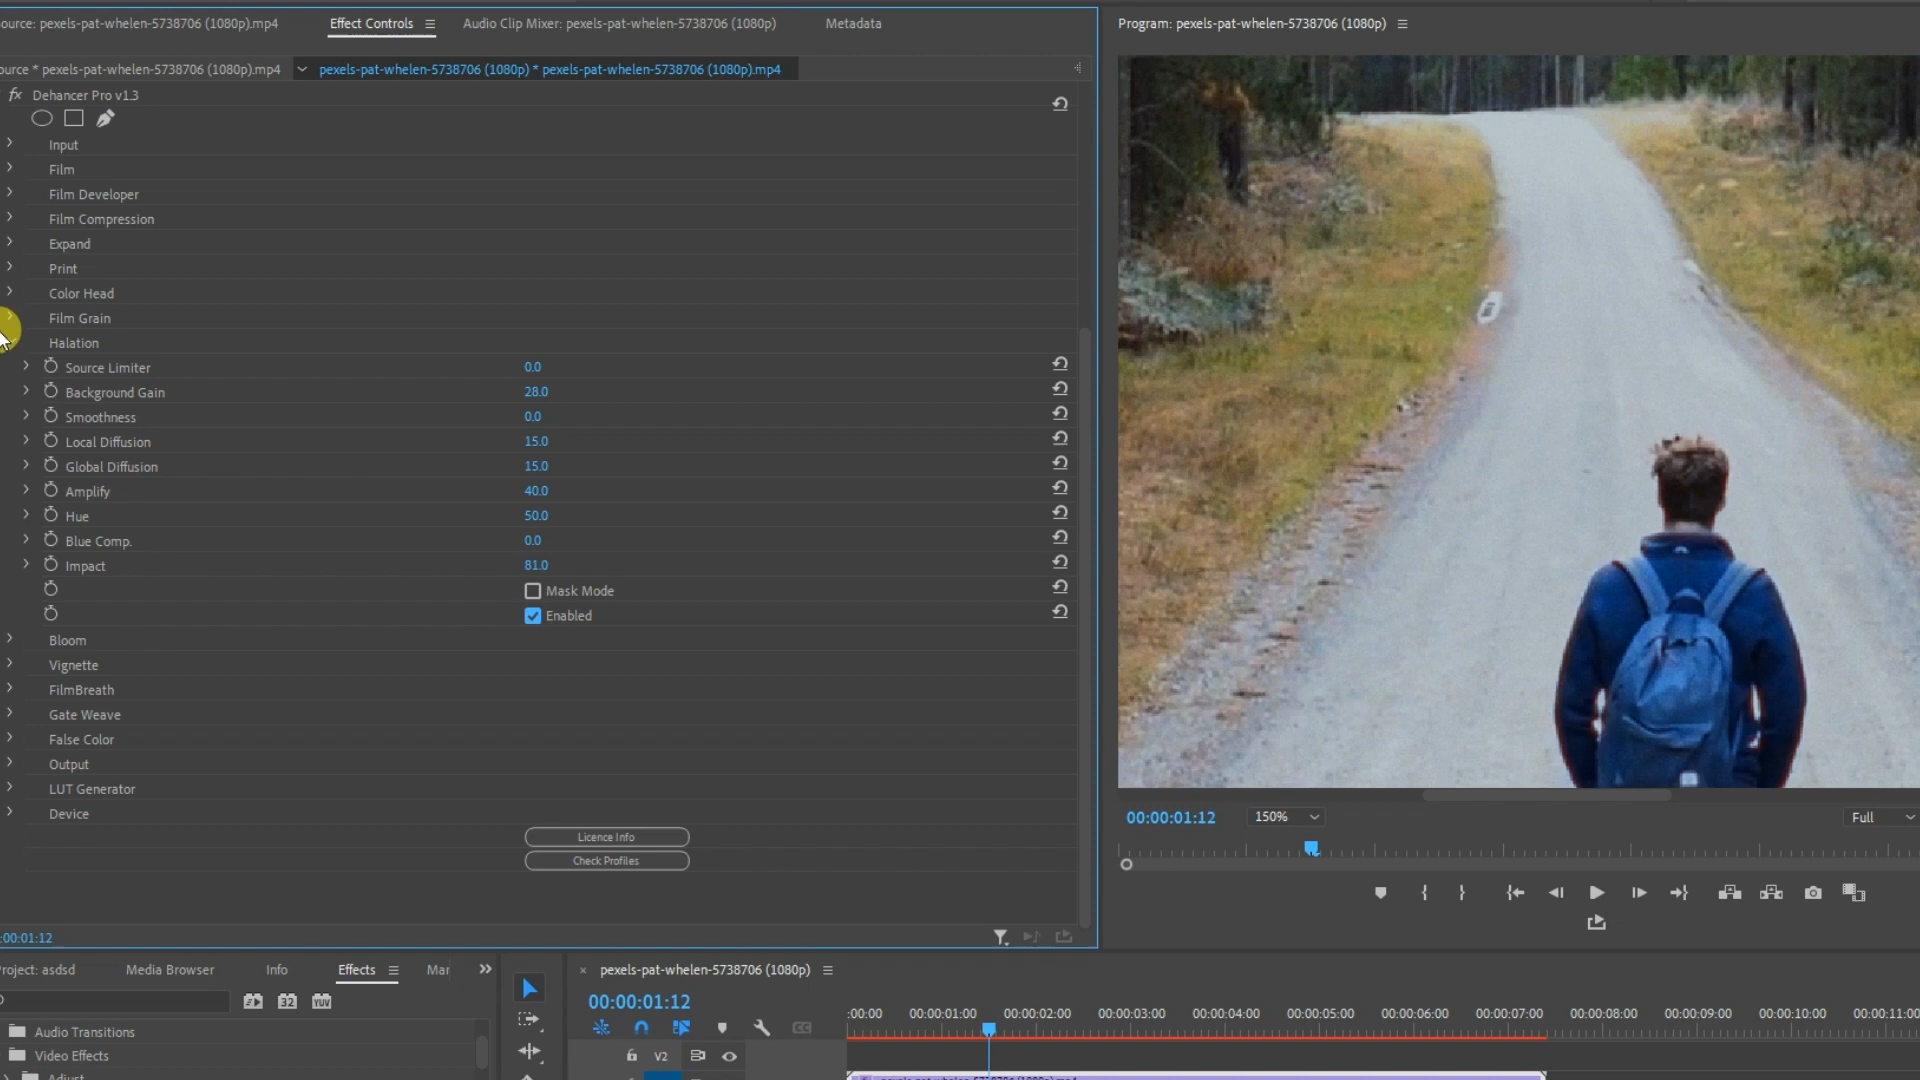 ource: pexels-pat-whelen-5738706 (1080p).mp4
Effect Controls
Audio Clip Mixer: pexels-pat-whelen-5738706 (1080p)
Metadata
Program: pexels-pat-whelen-5738706 (1080p)
ource * pexels-pat-whelen-5738706 (1080p).mp4
pexels-pat-whelen-5738706 (1080p) * pexels-pat-whelen-5738706 (1080p).mp4
fx Dehancer Pro v1.3
Input
Film
Film Developer
Film Compression
Expand
Print
Color Head
Film Grain
Halation
Source Limiter 0.0
Background Gain 28.0
Smoothness 0.0
Local Diffusion 15.0
Global Diffusion 15.0
Amplify 40.0
Hue 50.0
Blue Comp. 0.0
Impact 81.0
Mask Mode
Enabled
Bloom
Vignette
FilmBreath
Gate Weave
False Color
Output
LUT Generator
Device
Licence Info
Check Profiles
00:00:01:12 150% Full
:00:01:12
roject: asdsd
Media Browser
Info
Effects
Mar
pexels-pat-whelen-5738706 (1080p)
00:00:01:12
32
YUV
:00:00 00:00:01:00 00:00:02:00 00:00:03:00 00:00:04:00 00:00:05:00 00:00:06:00 00:00:07:00 00:00:08:00 00:00:09:00 00:00:10:00 00:00:11:00
Audio Transitions
Video Effects
V2
Adjust